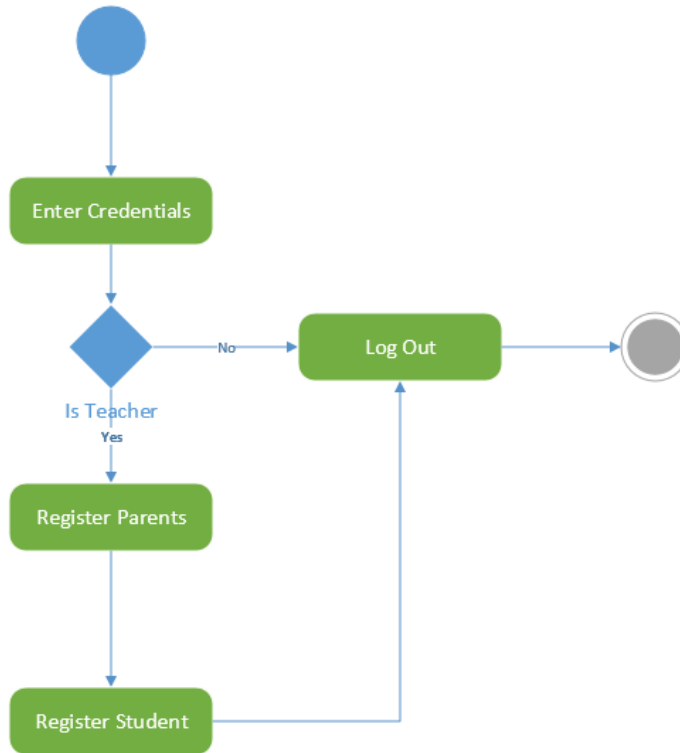 Enter Credentials
No
Log Out
Is Teacher
Yes
Register Parents
Register Student